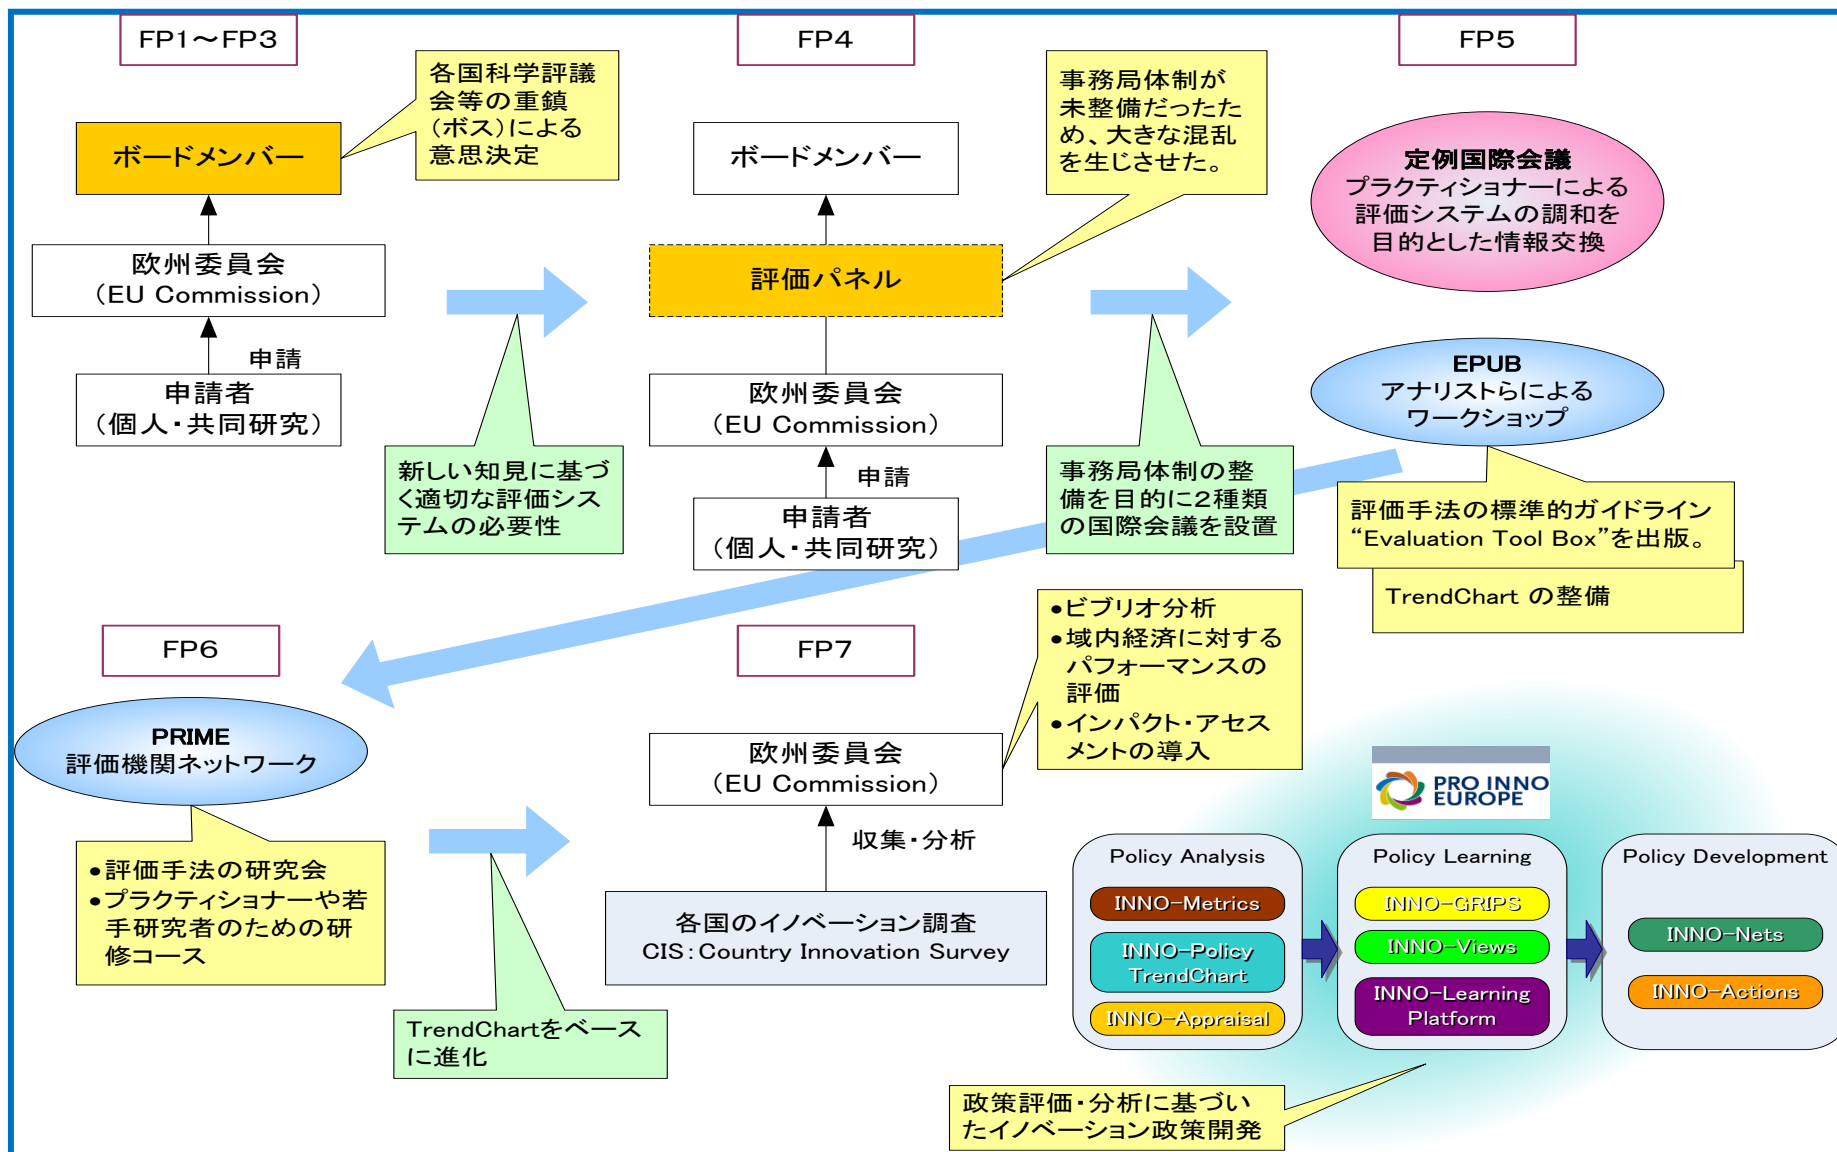 FP1～FP3
各国科学評議
会等の重鎮
（ボス）による
意思決定
ボードメンバー
欧州委員会
（EU Commission）
申請
申請者
（個人・共同研究）
新しい知見に基づ
く適切な評価シス
テムの必要性
FP4
事務局体制が
未整備だったた
め、大きな混乱
を生じさせた。
ボードメンバー
評価パネル
欧州委員会
（EU Commission）
申請
申請者
（個人・共同研究）
事務局体制の整
備を目的に2種類
の国際会議を設置
FP5
定例国際会議
プラクティショナーによる
評価システムの調和を
目的とした情報交換
EPUB
アナリストらによる
ワークショップ
評価手法の標準的ガイドライン
“Evaluation Tool Box”を出版。
TrendChart の整備
FP6
PRIME
評価機関ネットワーク
●評価手法の研究会
●プラクティショナーや若
手研究者のための研
修コース
TrendChartをベース
に進化
FP7
●ビブリオ分析
●域内経済に対する
パフォーマンスの
評価
●インパクト・アセス
メントの導入
欧州委員会
（EU Commission）
収集・分析
各国のイノベーション調査
CIS：Country Innovation Survey
PRO INNO
EUROPE
Policy Analysis
INNO-Metrics
INNO-Policy
TrendChart
INNO-Appraisal
Policy Learning
INNO-GRIPS
INNO-Views
INNO-Learning
Platform
Policy Development
INNO-Nets
INNO-Actions
政策評価・分析に基づい
たイノベーション政策開発